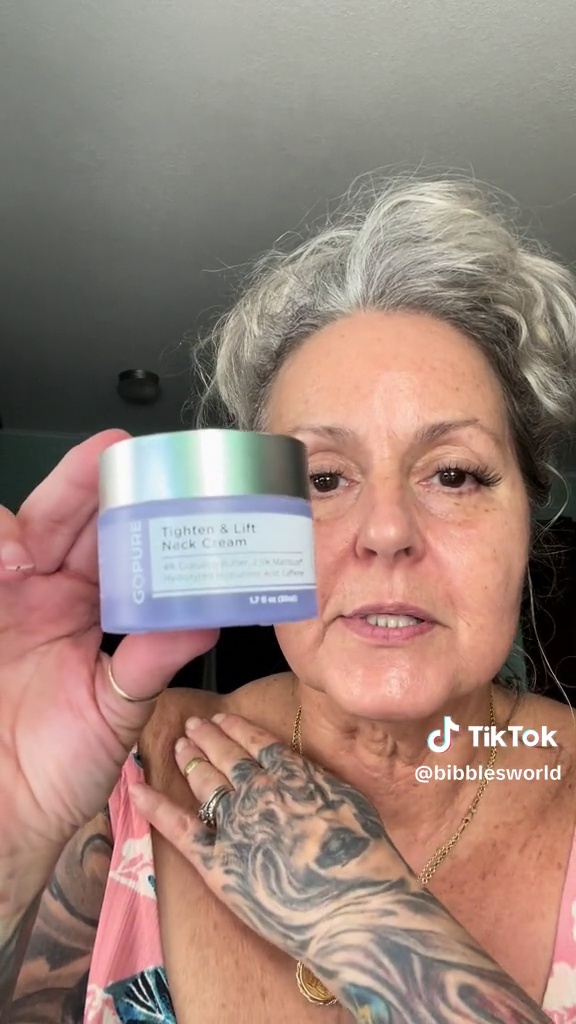 GOPURE
Tighten & Lift
Neck Cream
1.7 fl oz (50ml)
TikTok
@bibblesworld